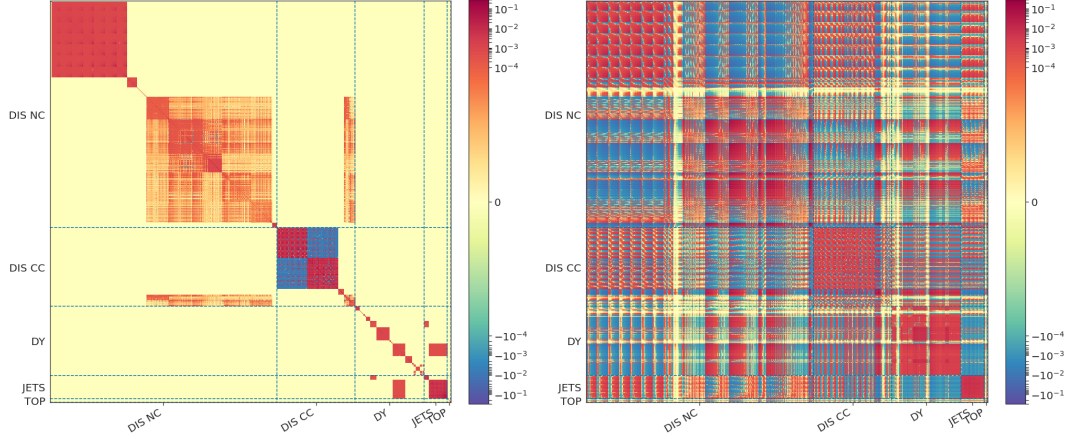 10⁻¹
10⁻²
10⁻³
10⁻⁴
0
−10⁻⁴
−10⁻³
−10⁻²
−10⁻¹
DIS NC
DIS CC
DY
JETS
TOP
DIS NC
DIS CC
DY
JETS
TOP
10⁻¹
10⁻²
10⁻³
10⁻⁴
0
−10⁻⁴
−10⁻³
−10⁻²
−10⁻¹
DIS NC
DIS CC
DY
JETS
TOP
DIS NC
DIS CC
DY
JETS
TOP